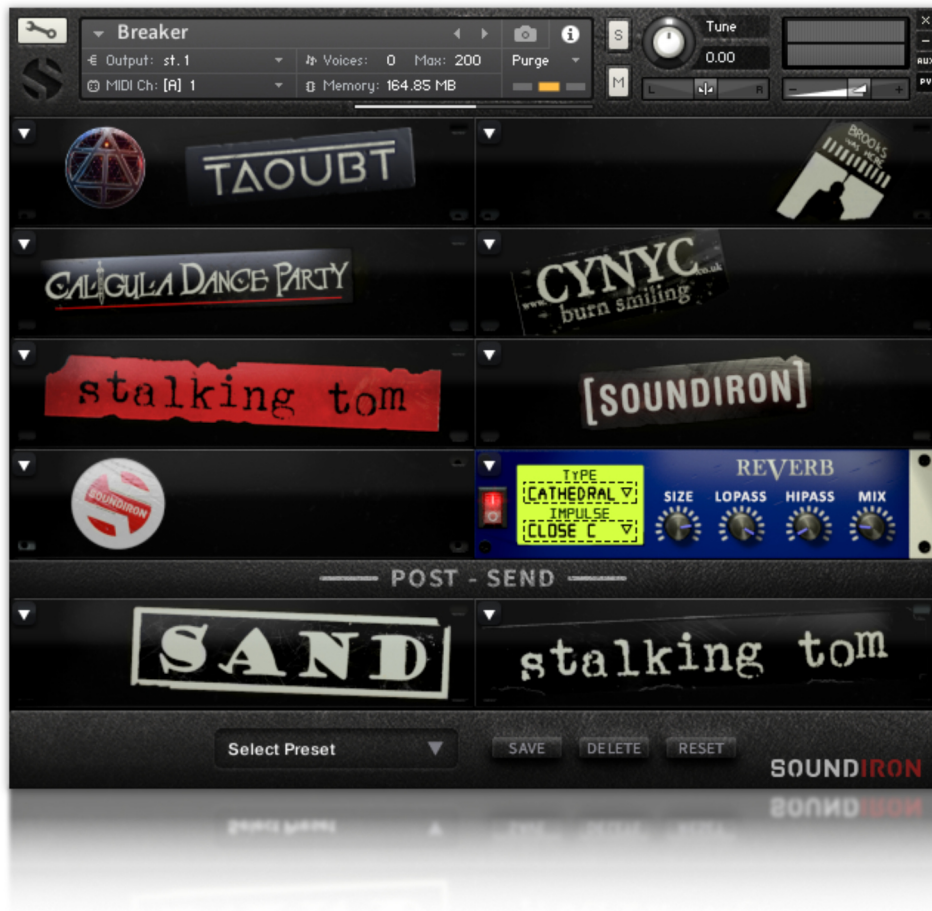 Breaker
Output: st.1
Voices: 0 Max: 200
Purge
MIDI Ch: [A] 1
Memory: 164.85 MB
S
M
Tune
0.00
L R
- +
×
-
AUX
PV
TAOUBT
BROOKS
WAS HERE
CALIGULA DANCE PARTY
www.CYNYC.co.uk
burn smiling
stalking tom
[SOUNDIRON]
SOUNDIRON
REVERB
TYPE
CATHEDRAL
IMPULSE
CLOSE C
SIZE LOPASS HIPASS MIX
POST - SEND
SAND
stalking tom
Select Preset
SAVE DELETE RESET
SOUNDIRON